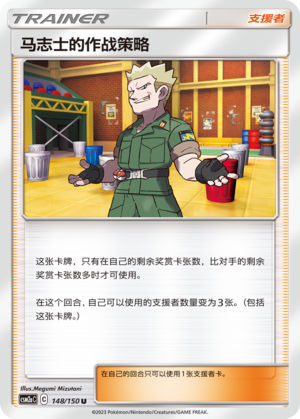 TRAINER 支援者
马志士的作战策略
这张卡牌，只有在自己的剩余奖赏卡张数，比对手的剩余
奖赏卡张数多时才可使用。
在这个回合，自己可以使用的支援者数量变为3张。（包括
这张卡牌。）
在自己的回合只可以使用1张支援者卡。
Illus.Megumi Mizutani
CSM2a C C 148/150 U
©2023 Pokémon/Nintendo/Creatures/GAME FREAK.